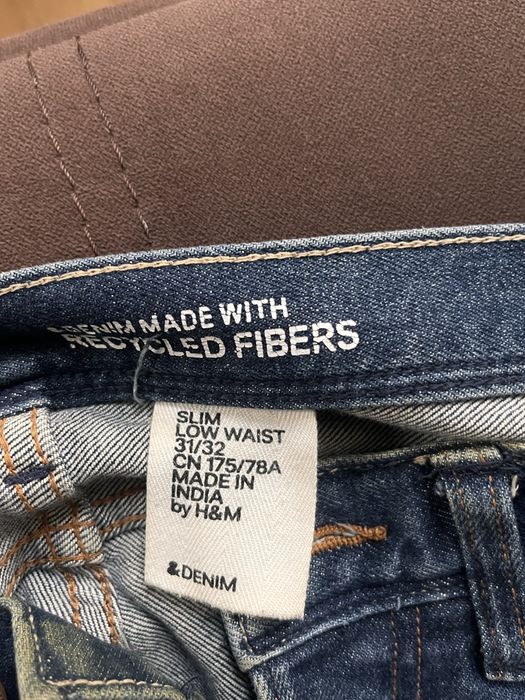 DENIM MADE WITH
RECYCLED FIBERS
SLIM
LOW WAIST
31/32
CN 175/78A
MADE IN
INDIA
by H&M
&DENIM